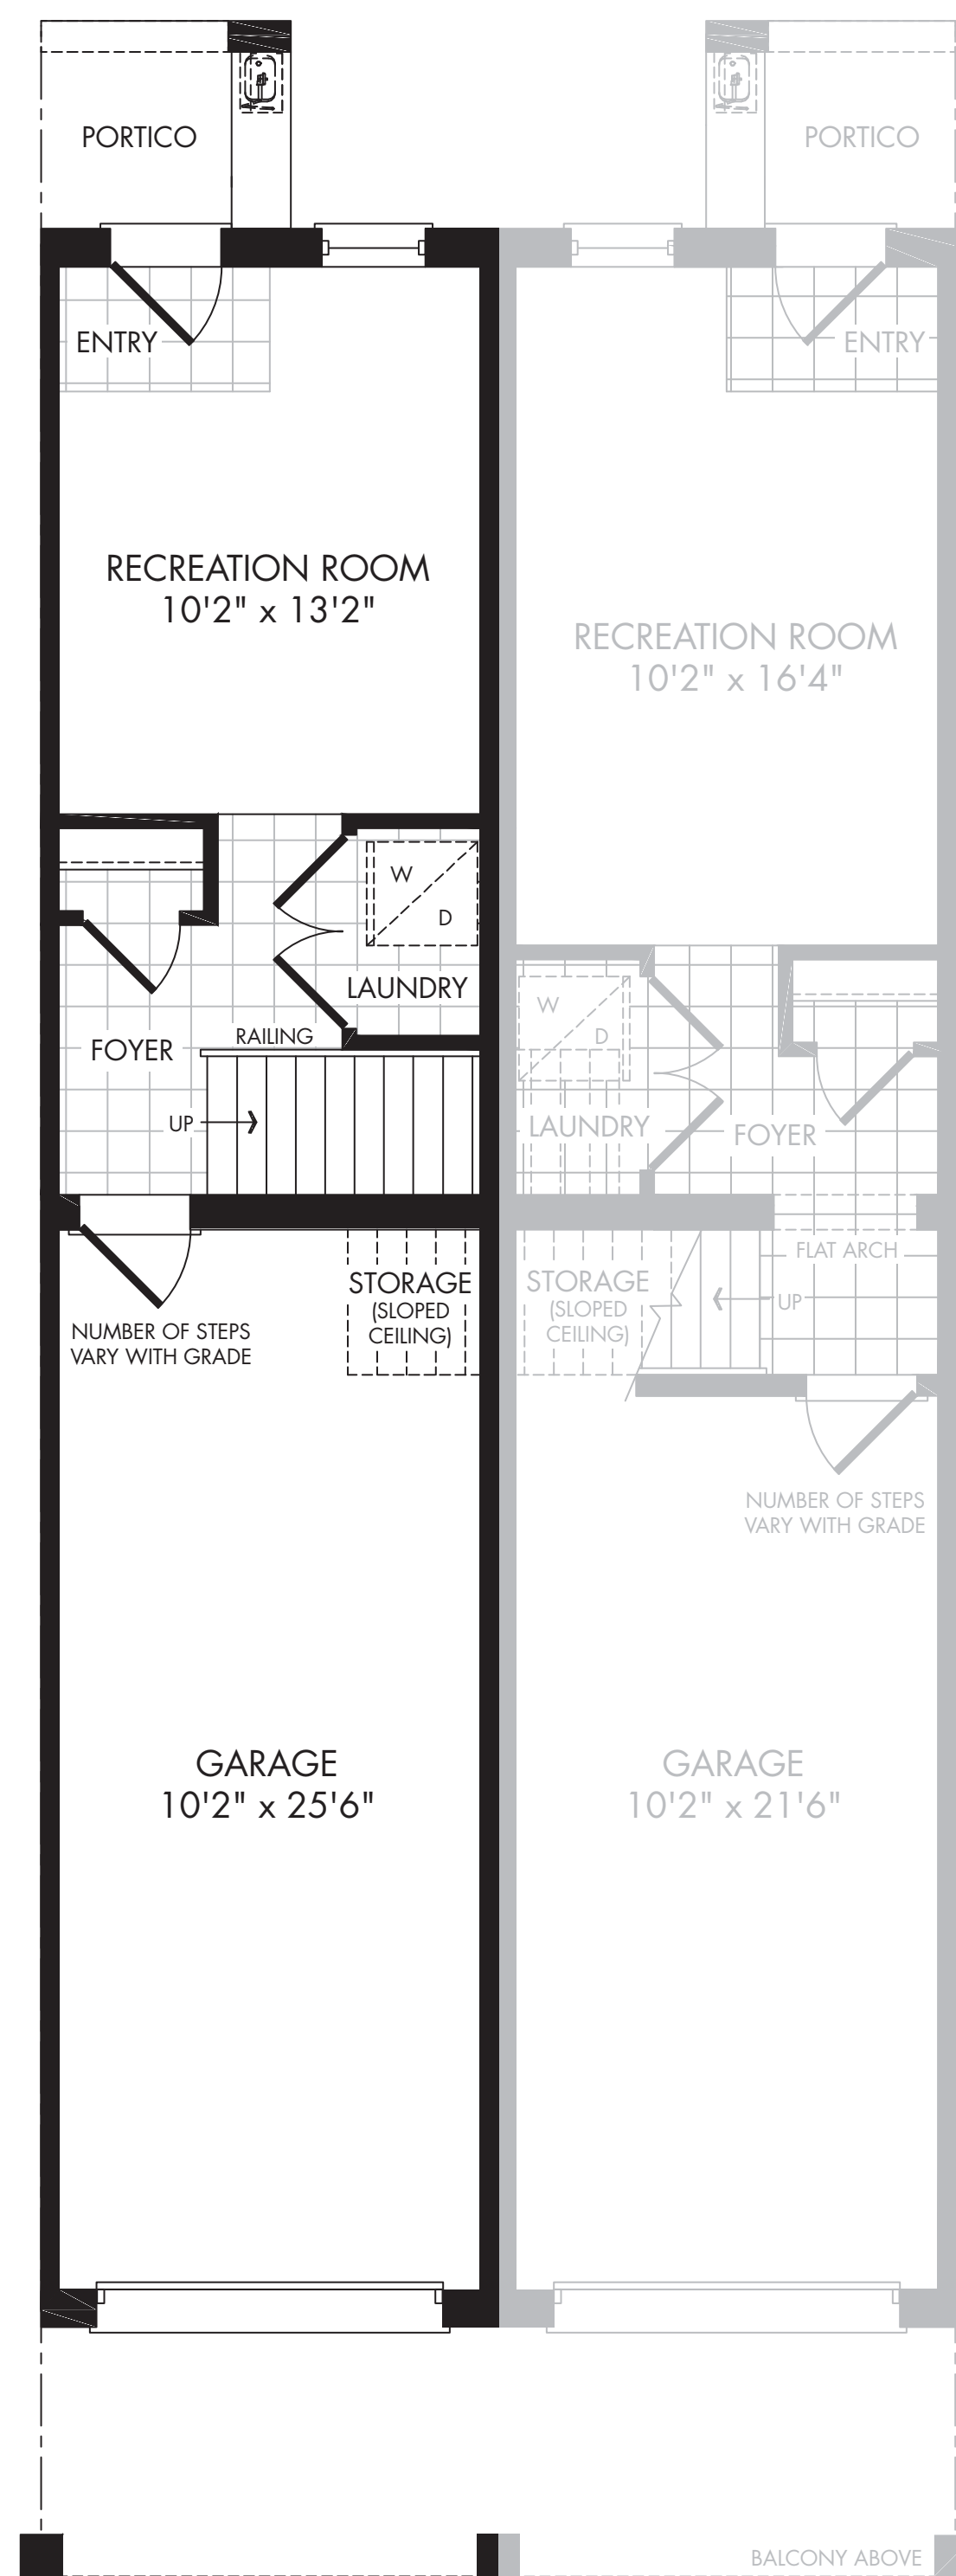 PORTICO
PORTICO
ENTRY
ENTRY
RECREATION ROOM
10'2" x 13'2"
RECREATION ROOM
10'2" x 16'4"
W
D
LAUNDRY
W
D
RAILING
FOYER
UP
LAUNDRY
FOYER
FLAT ARCH
STORAGE
(SLOPED
CEILING)
STORAGE
(SLOPED
CEILING)
UP
NUMBER OF STEPS
VARY WITH GRADE
NUMBER OF STEPS
VARY WITH GRADE
GARAGE
10'2" x 25'6"
GARAGE
10'2" x 21'6"
BALCONY ABOVE